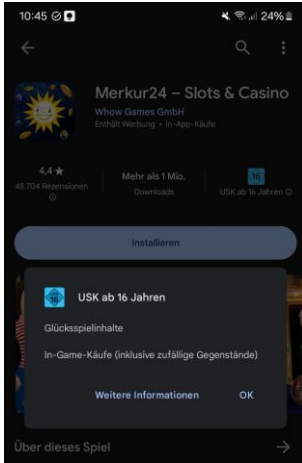 10:45
24%
Merkur24 – Slots & Casino
Whow Games GmbH
Enthält Werbung • In-App-Käufe
4,4 ★
48.704 Rezensionen
Mehr als 1 Mio.
Downloads
16
USK ab 16 Jahren
Installieren
16
USK ab 16 Jahren
Glücksspielinhalte
In-Game-Käufe (inklusive zufällige Gegenstände)
Weitere Informationen OK
Über dieses Spiel